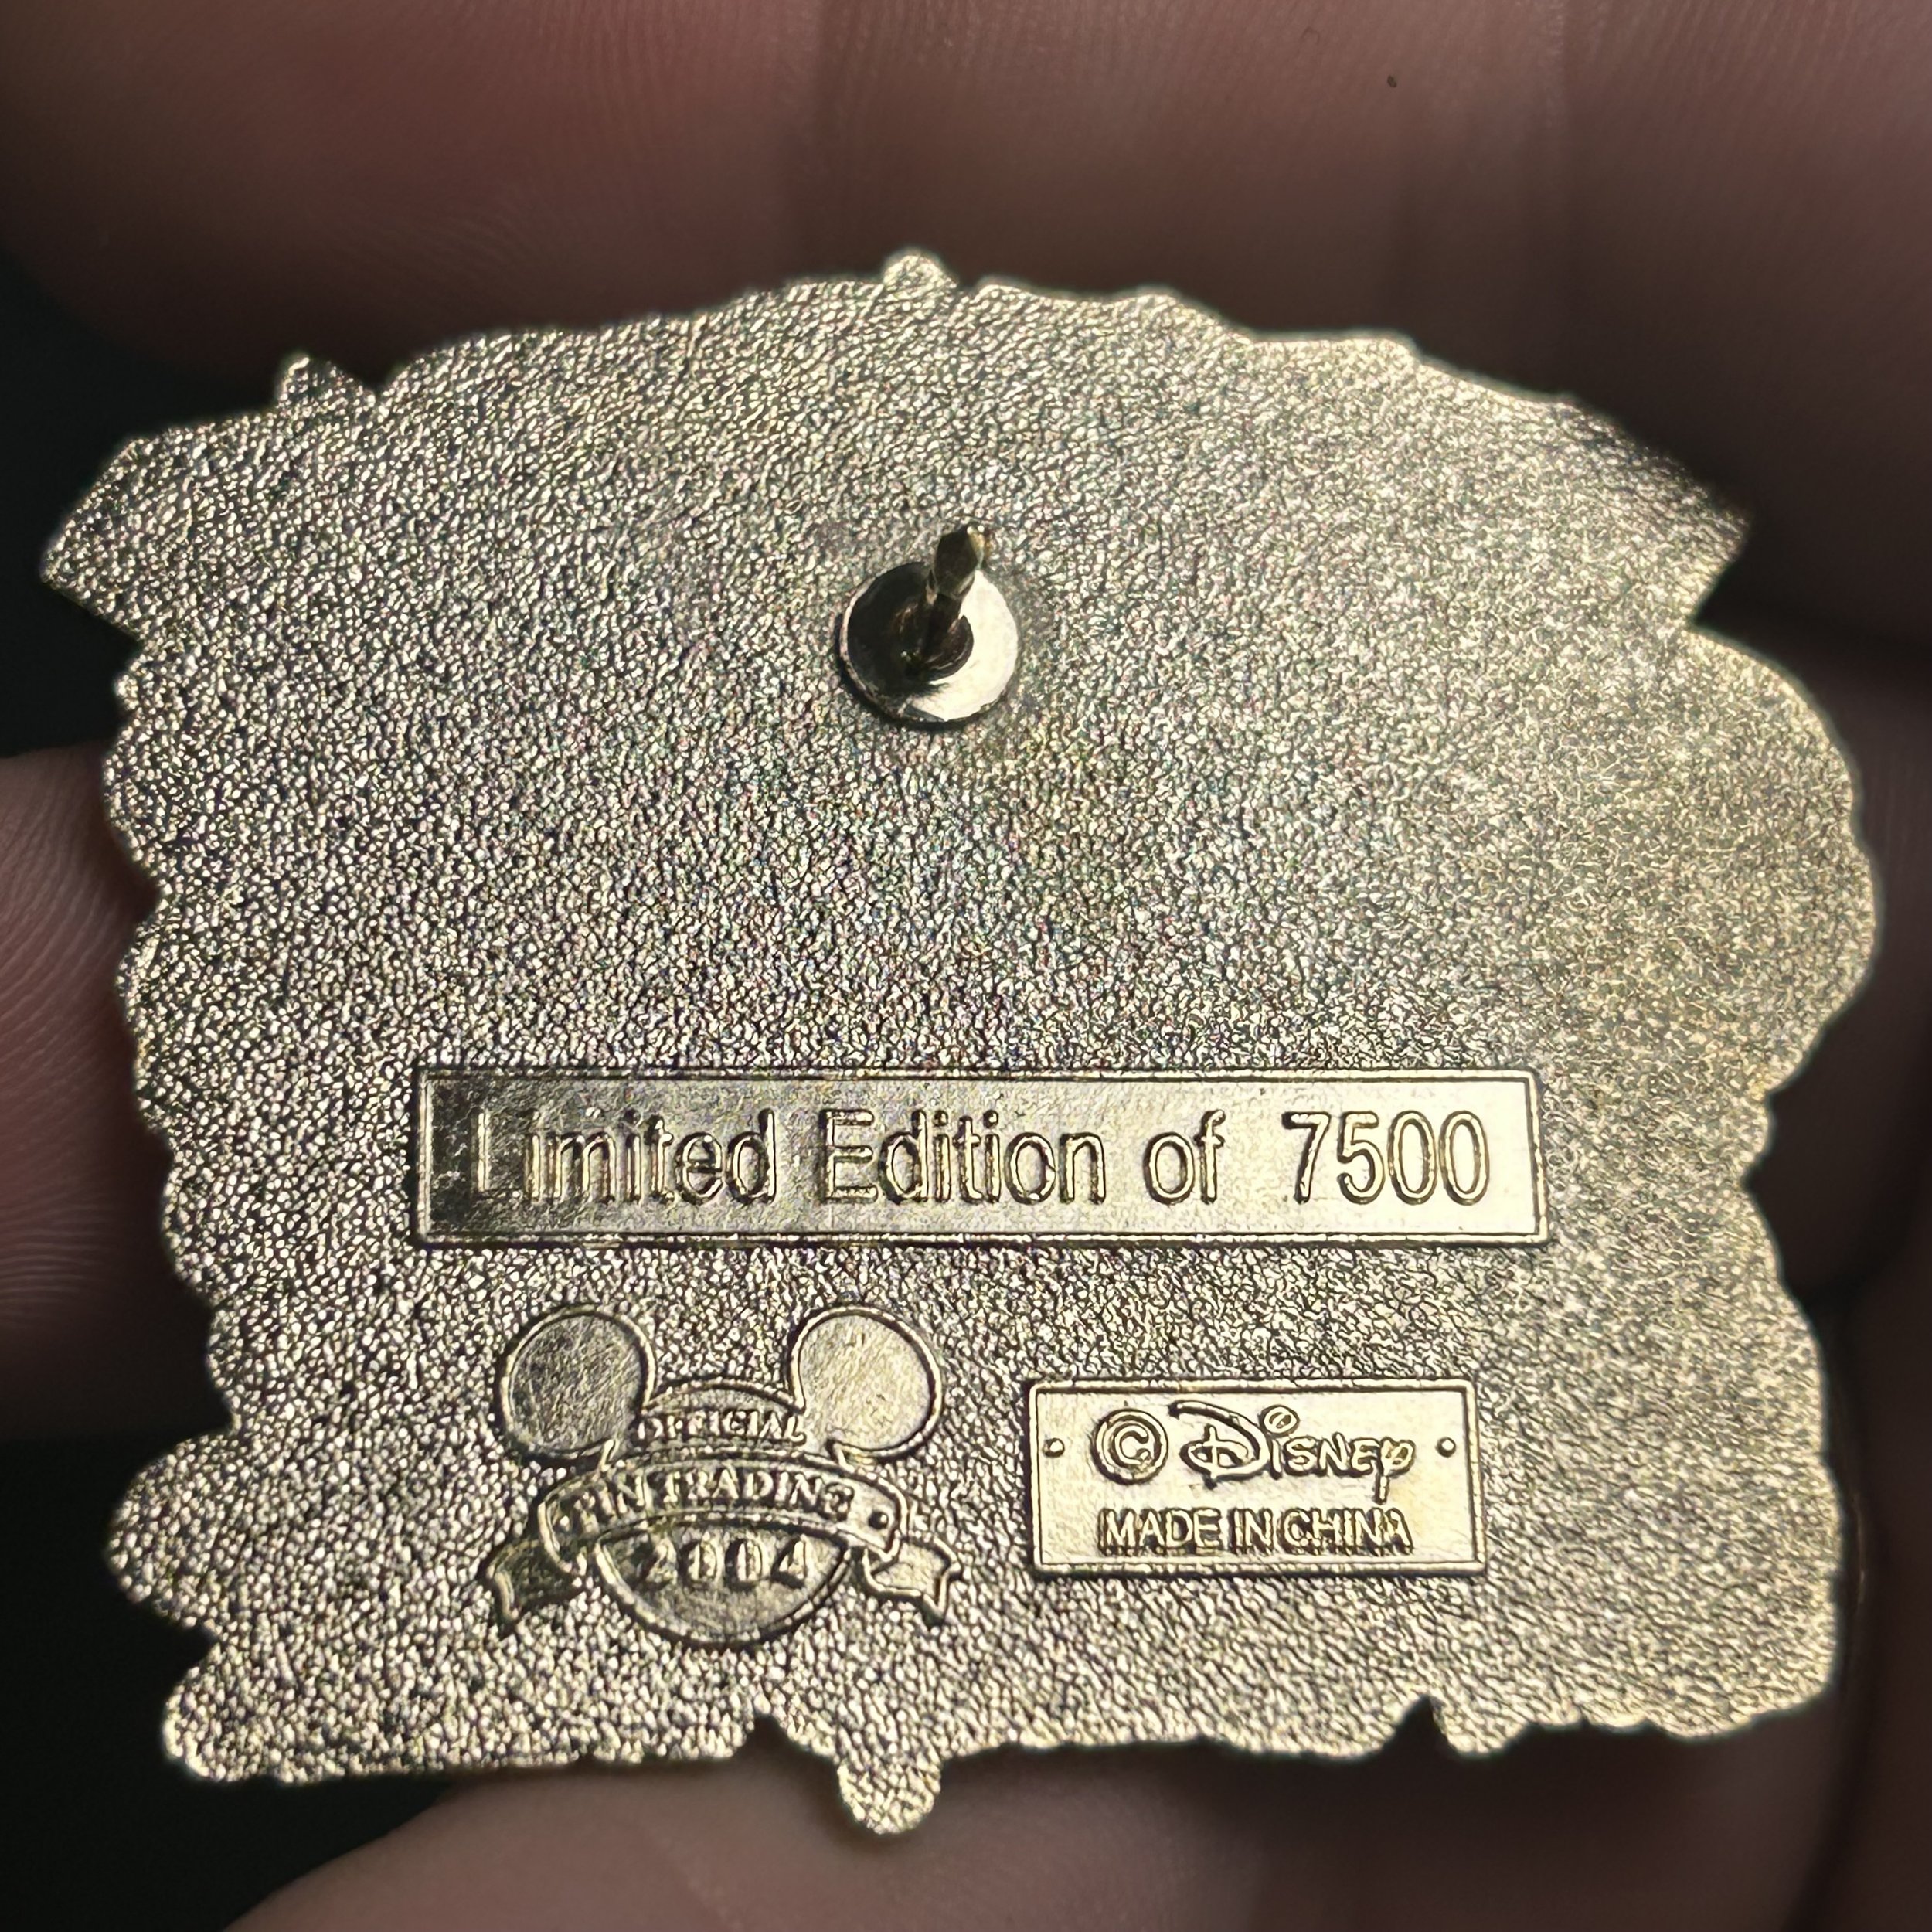 Limited Edition of 7500
OFFICIAL
PIN TRADING
2004
© Disney
MADE IN CHINA